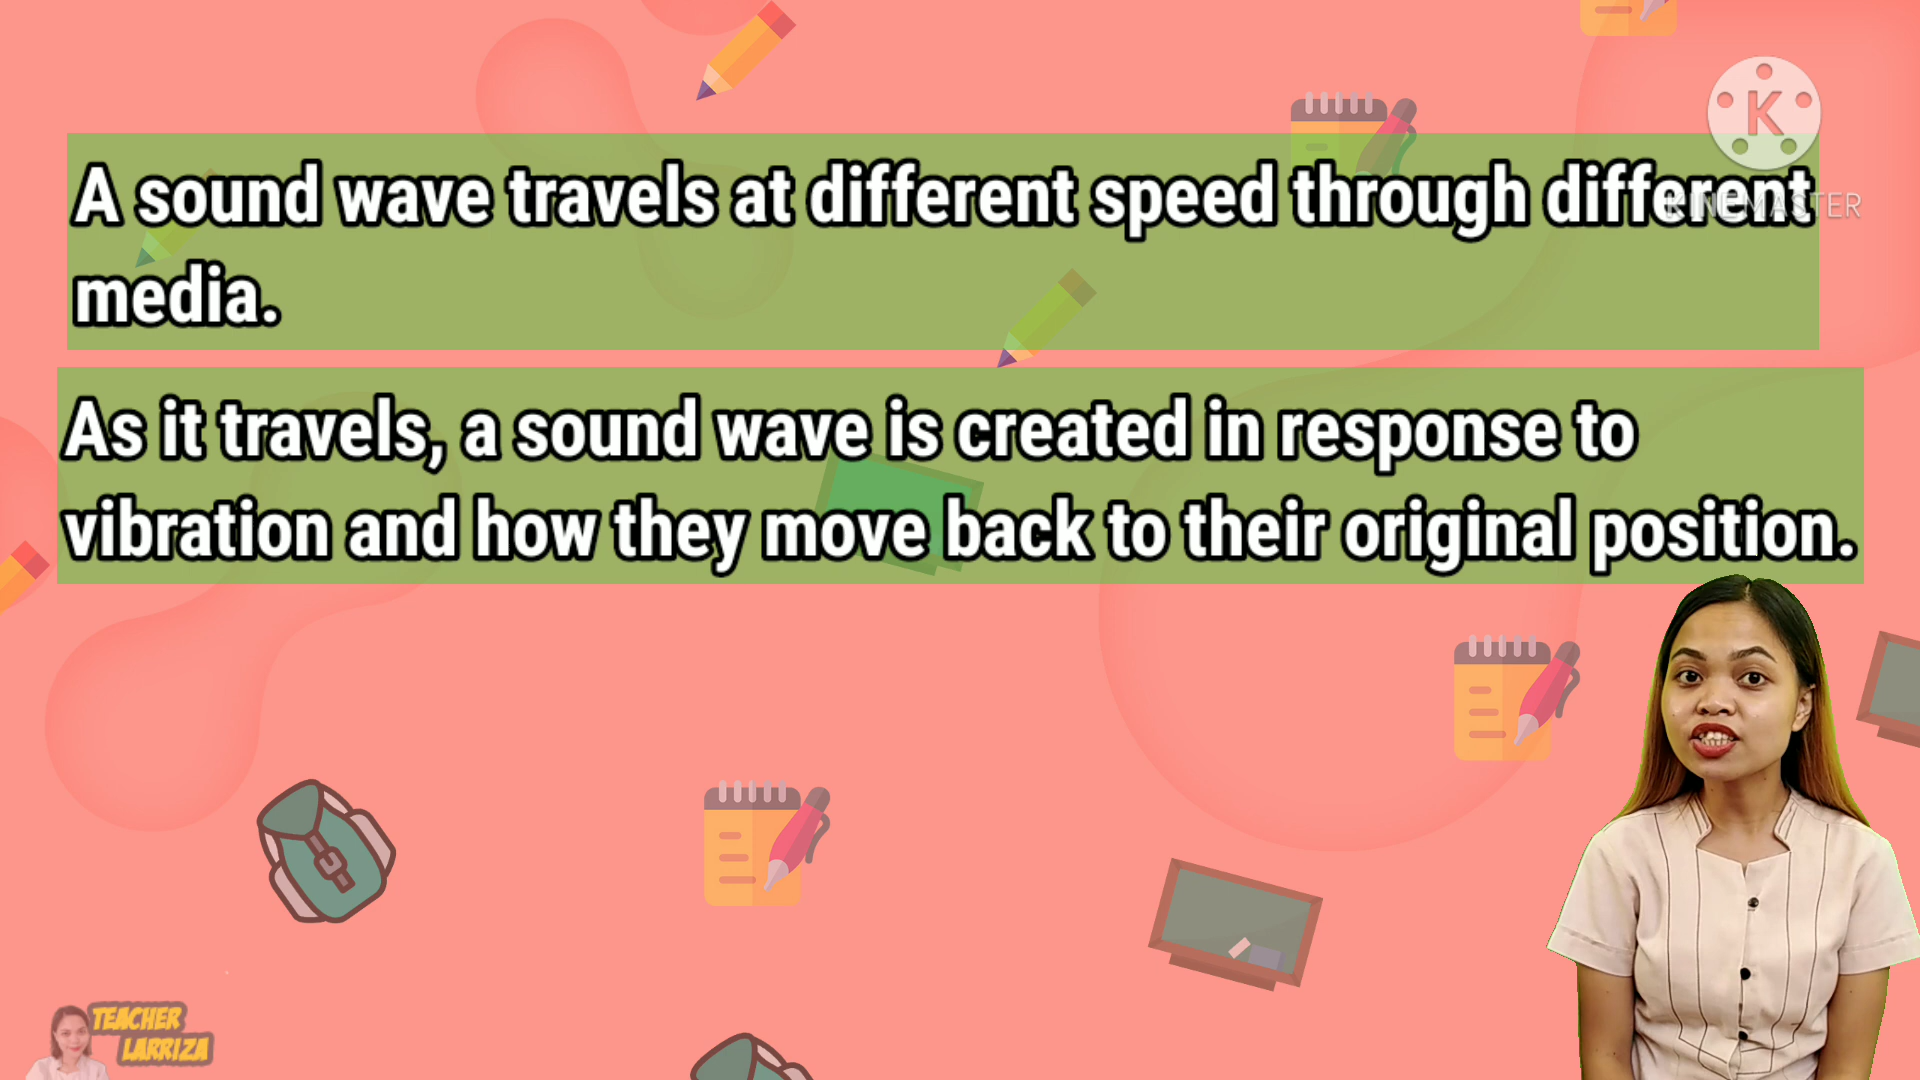 K
KINEMASTER
A sound wave travels at different speed through different
media.
As it travels, a sound wave is created in response to
vibration and how they move back to their original position.
TEACHER
LARRIZA